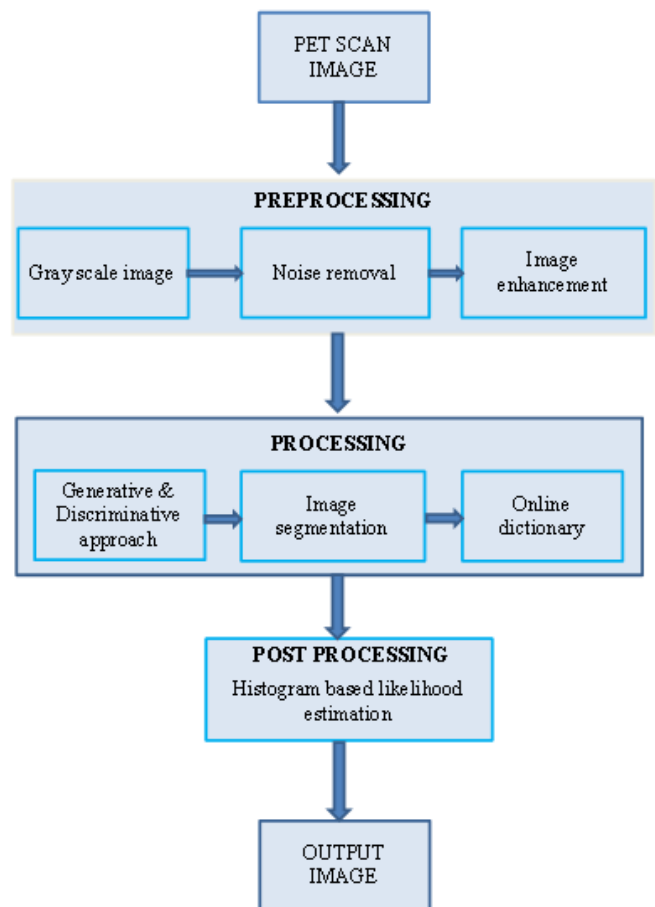 PET SCAN
IMAGE
PREPROCESSING
Gray scale image
Noise removal
Image
enhancement
PROCESSING
Generative &
Discriminative
approach
Image
segmentation
Online
dictionary
POST PROCESSING
Histogram based likelihood
estimation
OUTPUT
IMAGE